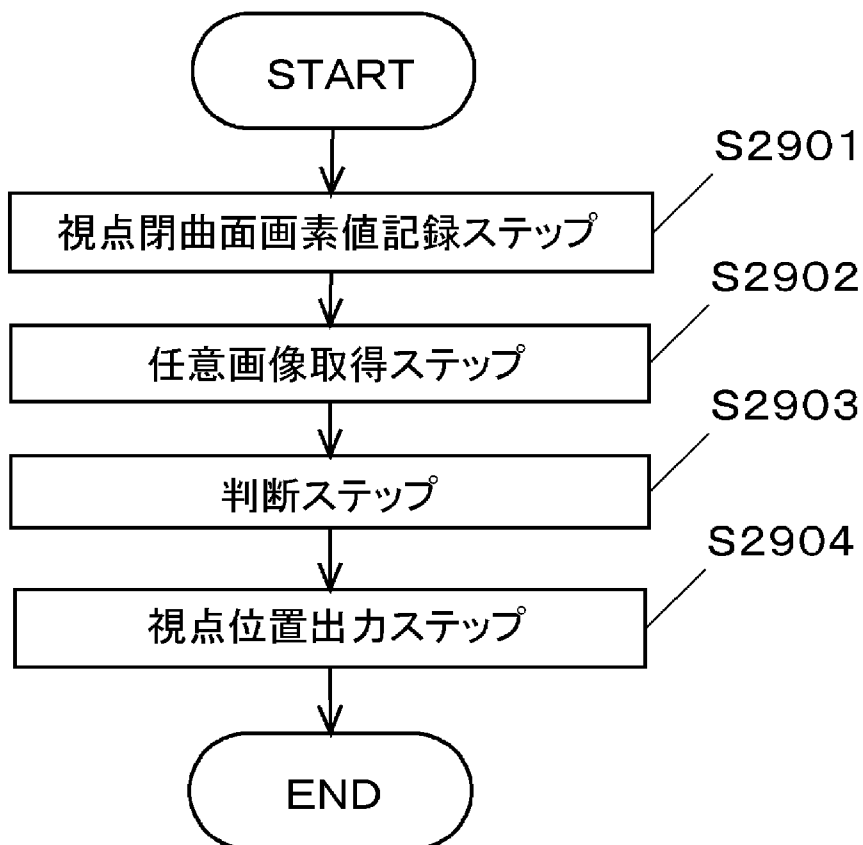 START
S2901
視点閉曲面画素値記録ステップ
S2902
任意画像取得ステップ
S2903
判断ステップ
S2904
視点位置出力ステップ
END